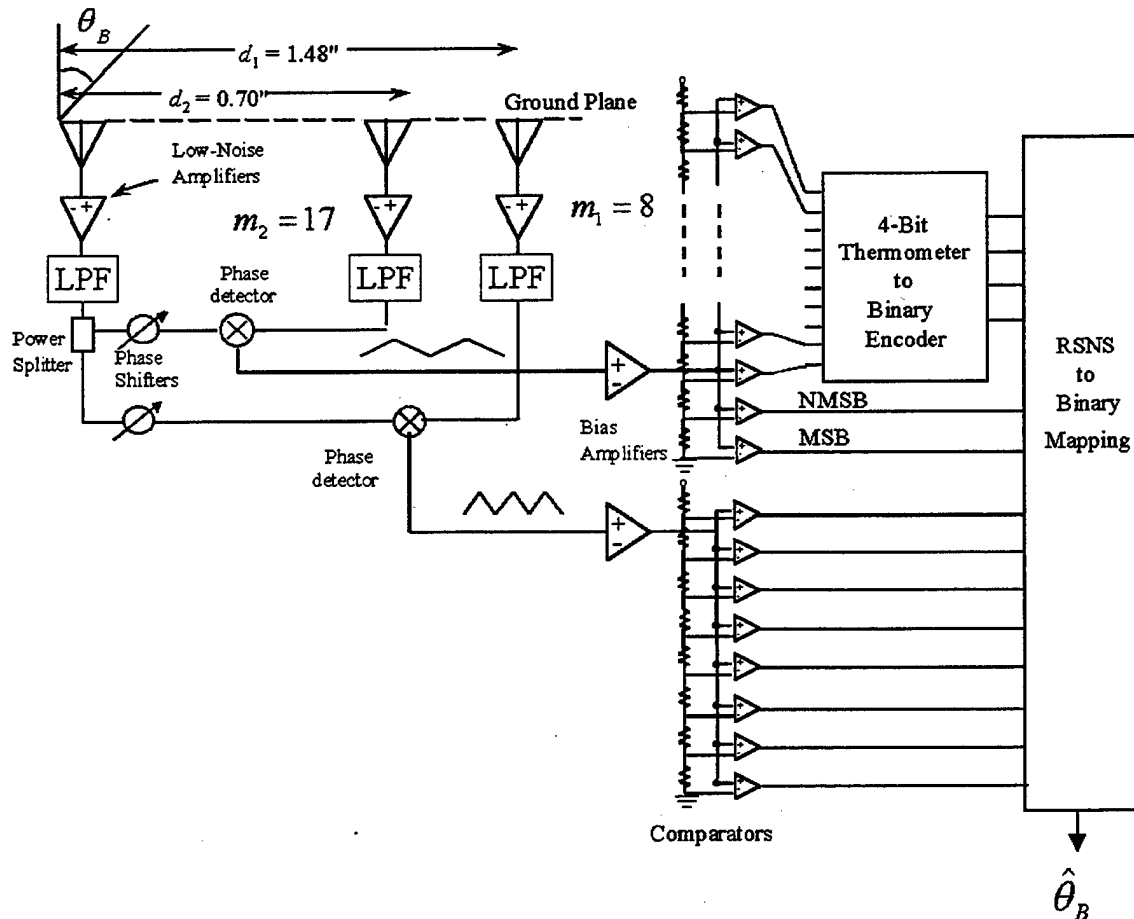 θ_B
d₁ = 1.48"
d₂ = 0.70"
Ground Plane
Low-Noise
Amplifiers
m₂ = 17
m₁ = 8
LPF
LPF
LPF
Phase
detector
Power
Splitter
Phase
Shifters
Phase
detector
Bias
Amplifiers
4-Bit
Thermometer
to
Binary
Encoder
NMSB
MSB
RSNS
to
Binary
Mapping
Comparators
θ̂_B